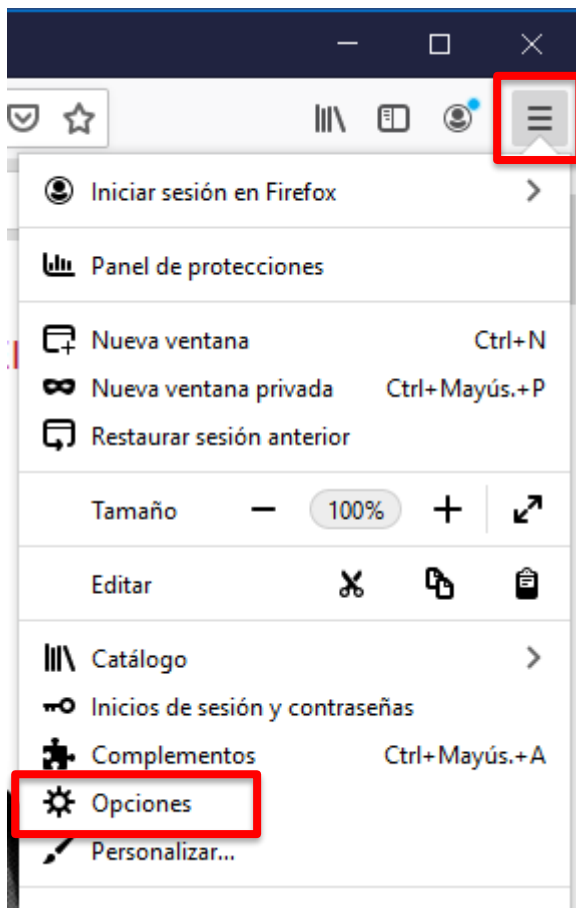 Iniciar sesión en Firefox
Panel de protecciones
Nueva ventana Ctrl+N
Nueva ventana privada Ctrl+Mayús.+P
Restaurar sesión anterior
Tamaño 100%
Editar
Catálogo
Inicios de sesión y contraseñas
Complementos Ctrl+Mayús.+A
Opciones
Personalizar...